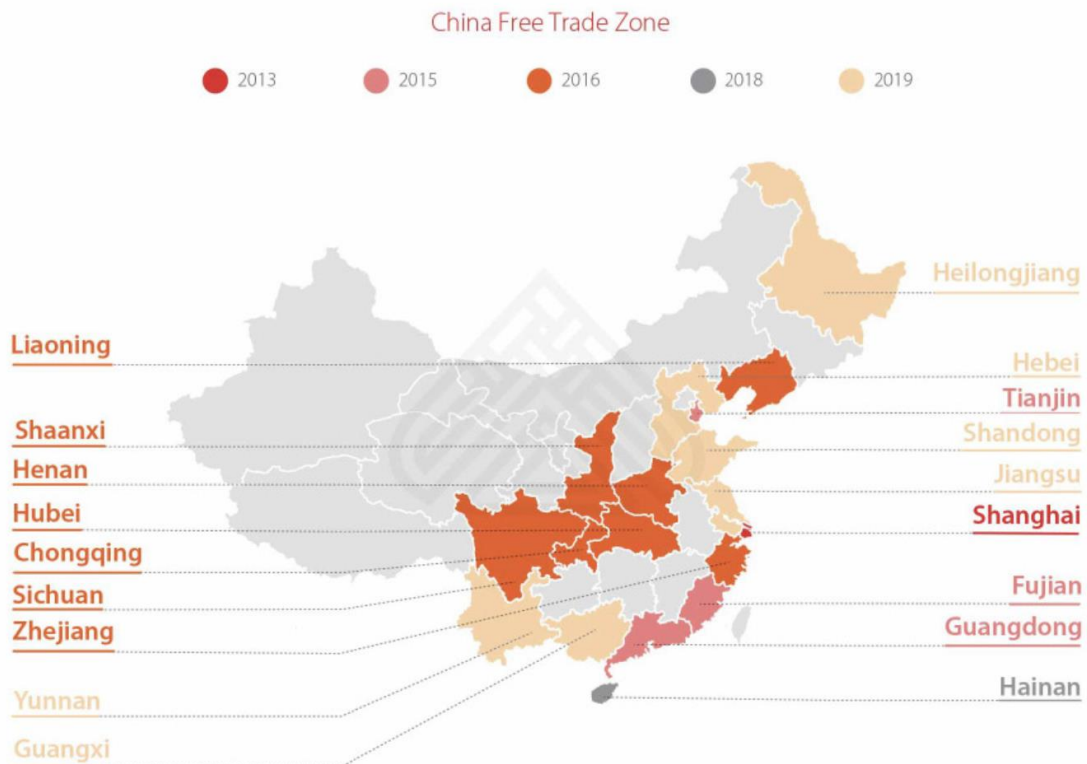 China Free Trade Zone
2013
2015
2016
2018
2019
Liaoning
Shaanxi
Henan
Hubei
Chongqing
Sichuan
Zhejiang
Yunnan
Guangxi
Heilongjiang
Hebei
Tianjin
Shandong
Jiangsu
Shanghai
Fujian
Guangdong
Hainan